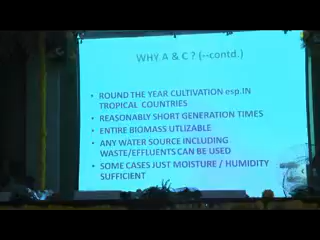 WHY A & C ? (--contd.)
• ROUND THE YEAR CULTIVATION esp.IN
TROPICAL COUNTRIES
• REASONABLY SHORT GENERATION TIMES
• ENTIRE BIOMASS UTLIZABLE
• ANY WATER SOURCE INCLUDING
WASTE/EFFLUENTS CAN BE USED
• SOME CASES JUST MOISTURE / HUMIDITY
SUFFICIENT